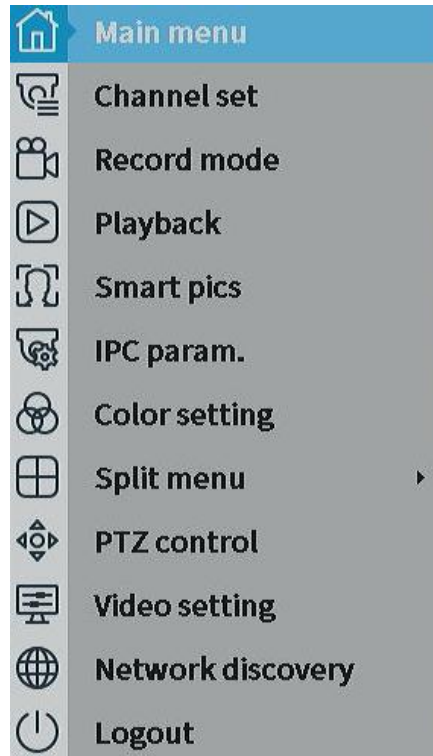 Main menu
Channel set
Record mode
Playback
Smart pics
IPC param.
Color setting
Split menu
PTZ control
Video setting
Network discovery
Logout